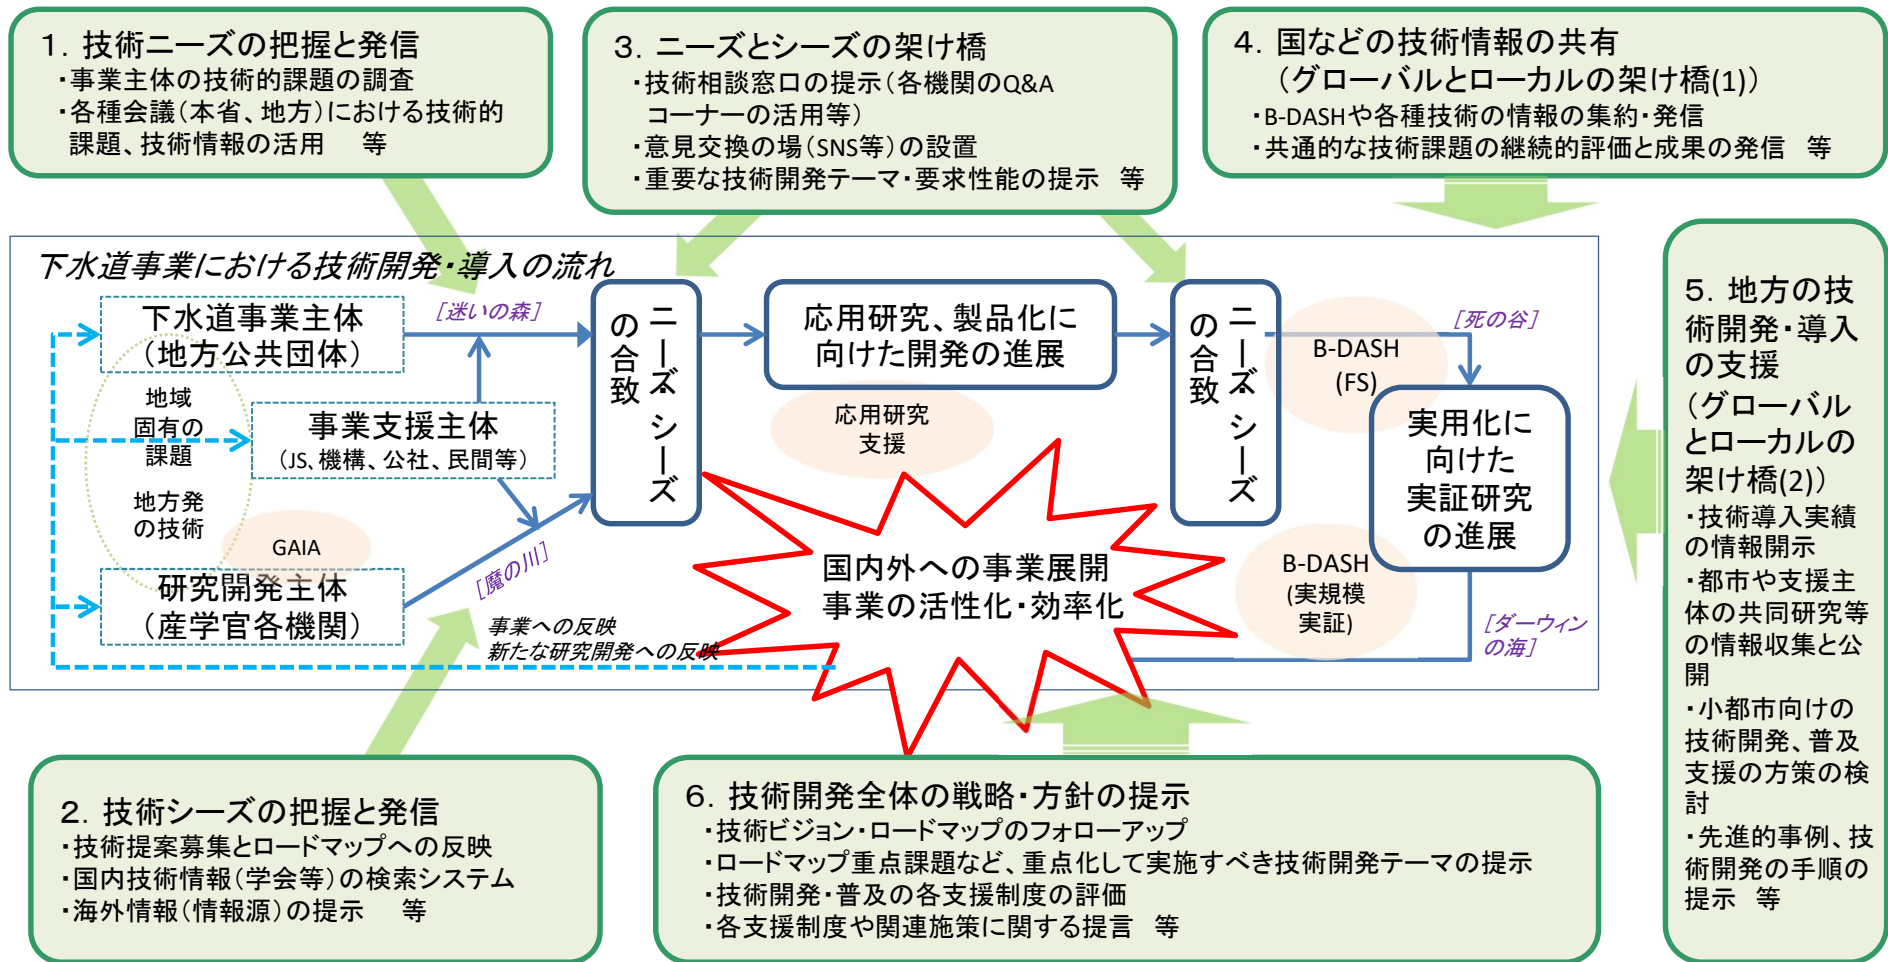 1．技術ニーズの把握と発信
・事業主体の技術的課題の調査
・各種会議（本省、地方）における技術的
課題、技術情報の活用　等
3．ニーズとシーズの架け橋
・技術相談窓口の提示（各機関のQ&A
コーナーの活用等）
・意見交換の場（SNS等）の設置
・重要な技術開発テーマ・要求性能の提示　等
4．国などの技術情報の共有
（グローバルとローカルの架け橋(1)）
・B-DASHや各種技術の情報の集約・発信
・共通的な技術課題の継続的評価と成果の発信　等
下水道事業における技術開発・導入の流れ
下水道事業主体
（地方公共団体）
［迷いの森］
地域
固有の
課題
地方発
の技術
事業支援主体
（JS、機構、公社、民間等）
GAIA
研究開発主体
（産学官各機関）
［魔の川］
ニーズ・シーズ
の合致
応用研究、製品化に
向けた開発の進展
応用研究
支援
ニーズ・シーズ
の合致
B-DASH
(FS)
［死の谷］
実用化に
向けた
実証研究
の進展
B-DASH
(実規模
実証)
［ダーウィン
の海］
国内外への事業展開
事業の活性化・効率化
事業への反映
新たな研究開発への反映
5．地方の技
術開発・導入
の支援
（グローバル
とローカルの
架け橋(2)）
・技術導入実績
の情報開示
・都市や支援主
体の共同研究等
の情報収集と公
開
・小都市向けの
技術開発、普及
支援の方策の検
討
・先進的事例、技
術開発の手順の
提示　等
2．技術シーズの把握と発信
・技術提案募集とロードマップへの反映
・国内技術情報（学会等）の検索システム
・海外情報（情報源）の提示　等
6．技術開発全体の戦略・方針の提示
・技術ビジョン・ロードマップのフォローアップ
・ロードマップ重点課題など、重点化して実施すべき技術開発テーマの提示
・技術開発・普及の各支援制度の評価
・各支援制度や関連施策に関する提言　等